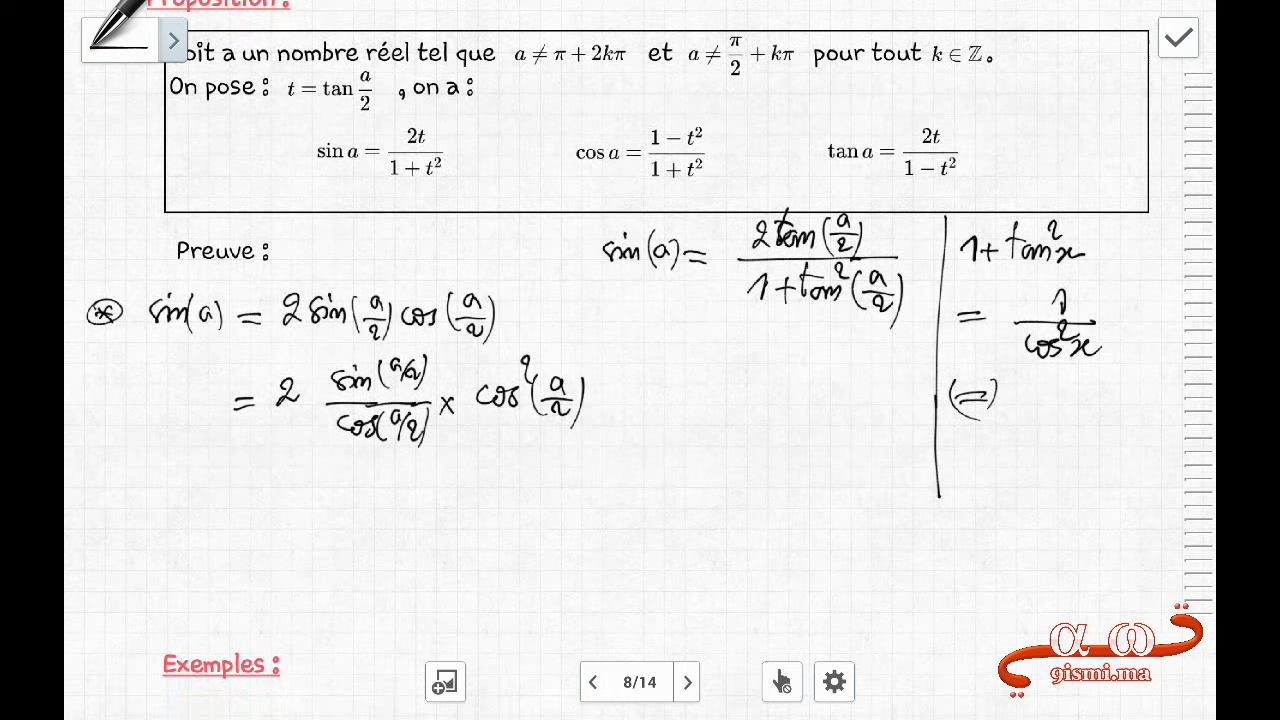 Proposition :
oit a un nombre réel tel que a ≠ π + 2kπ et a ≠ π/2 + kπ pour tout k ∈ ℤ.
On pose : t = tan a/2 , on a :
sin a = 2t/(1 + t²) cos a = (1 − t²)/(1 + t²) tan a = 2t/(1 − t²)
Preuve :
sin(a) = 2tan(a/2)/(1+tan²(a/2))
1+tan²x
= 1/cos²x
(=)
* sin(a) = 2 sin(a/2) cos(a/2)
= 2 sin(a/2)/cos(a/2) × cos²(a/2)
Exemples :
8/14
α ω
gismi.ma